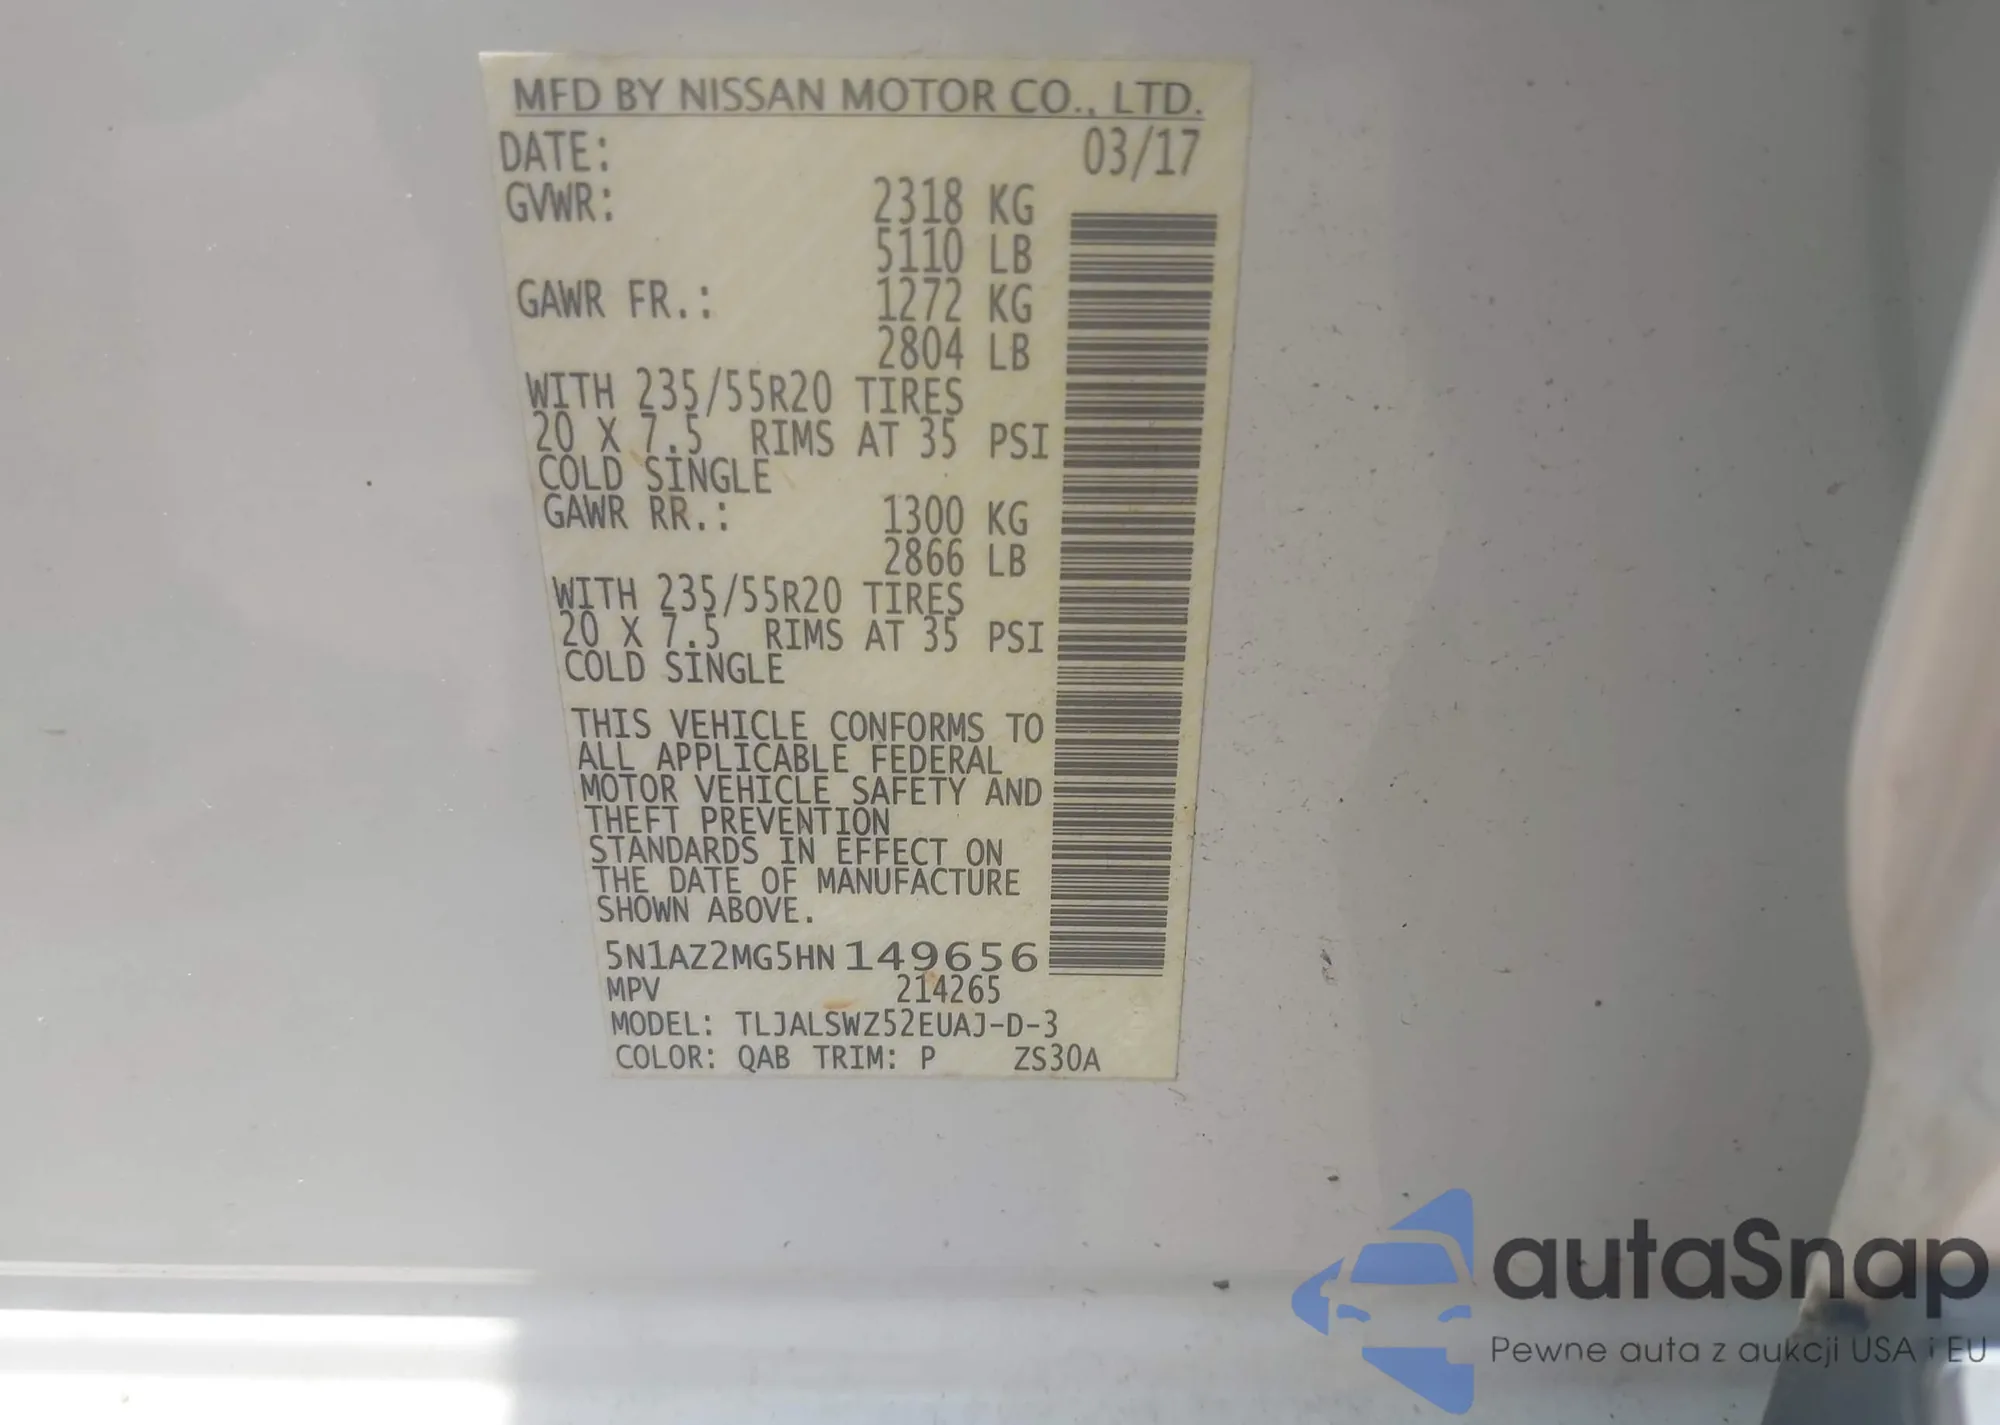 MFD BY NISSAN MOTOR CO., LTD.
DATE: 03/17
GVWR: 2318 KG
5110 LB
GAWR FR.: 1272 KG
2804 LB
WITH 235/55R20 TIRES
20 X 7.5 RIMS AT 35 PSI
COLD SINGLE
GAWR RR.: 1300 KG
2866 LB
WITH 235/55R20 TIRES
20 X 7.5 RIMS AT 35 PSI
COLD SINGLE
THIS VEHICLE CONFORMS TO
ALL APPLICABLE FEDERAL
MOTOR VEHICLE SAFETY AND
THEFT PREVENTION
STANDARDS IN EFFECT ON
THE DATE OF MANUFACTURE
SHOWN ABOVE.
5N1AZ2MG5HN149656
MPV 214265
MODEL: TLJALSWZ52EUAJ-D-3
COLOR: QAB TRIM: P ZS30A
autaSnap
Pewne auta z aukcji USA i EU